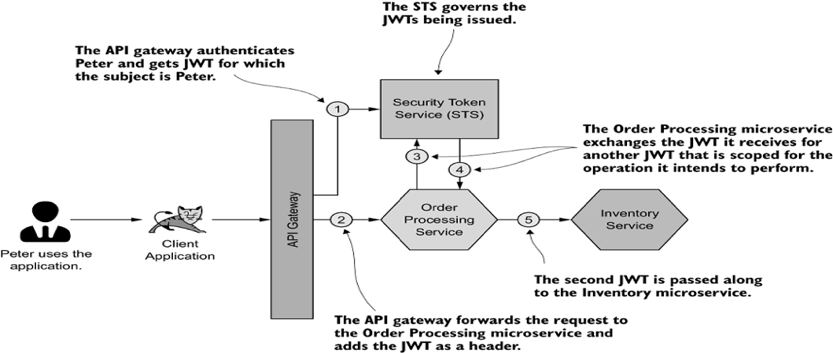 The STS governs the
JWTs being issued.
The API gateway authenticates
Peter and gets JWT for which
the subject is Peter.
1
Security Token
Service (STS)
The Order Processing microservice
exchanges the JWT it receives for
another JWT that is scoped for the
operation it intends to perform.
3
4
API Gateway
Peter uses the
application.
Client
Application
2
Order
Processing
Service
5
Inventory
Service
The second JWT is passed along
to the Inventory microservice.
The API gateway forwards the request to
the Order Processing microservice and
adds the JWT as a header.